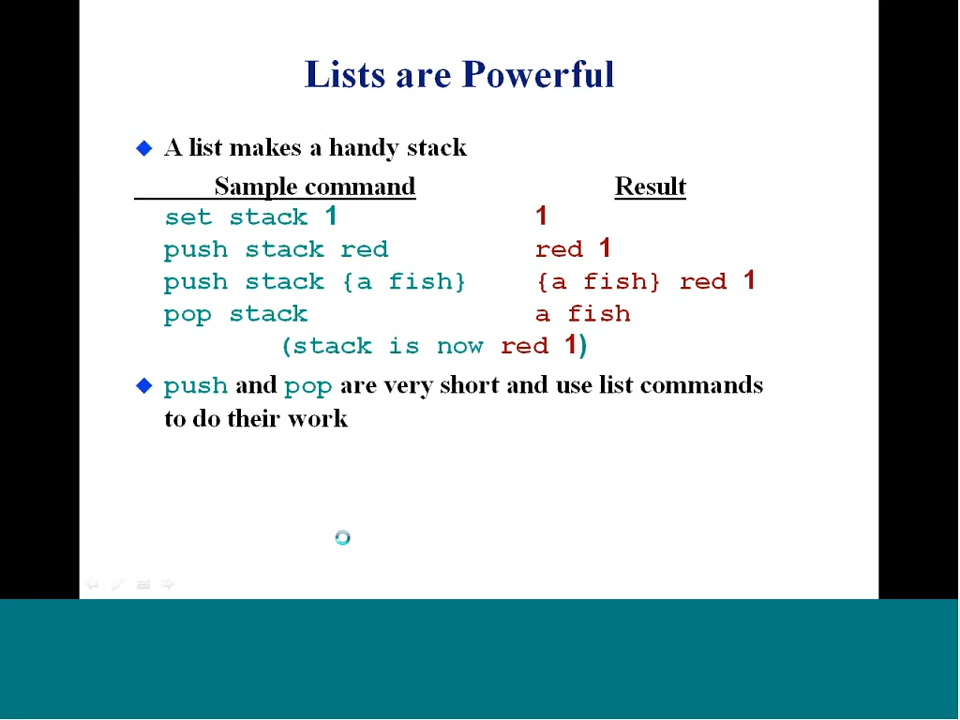 Lists are Powerful
A list makes a handy stack
Sample command Result
set stack 1 1
push stack red red 1
push stack {a fish} {a fish} red 1
pop stack a fish
(stack is now red 1)
push and pop are very short and use list commands
to do their work